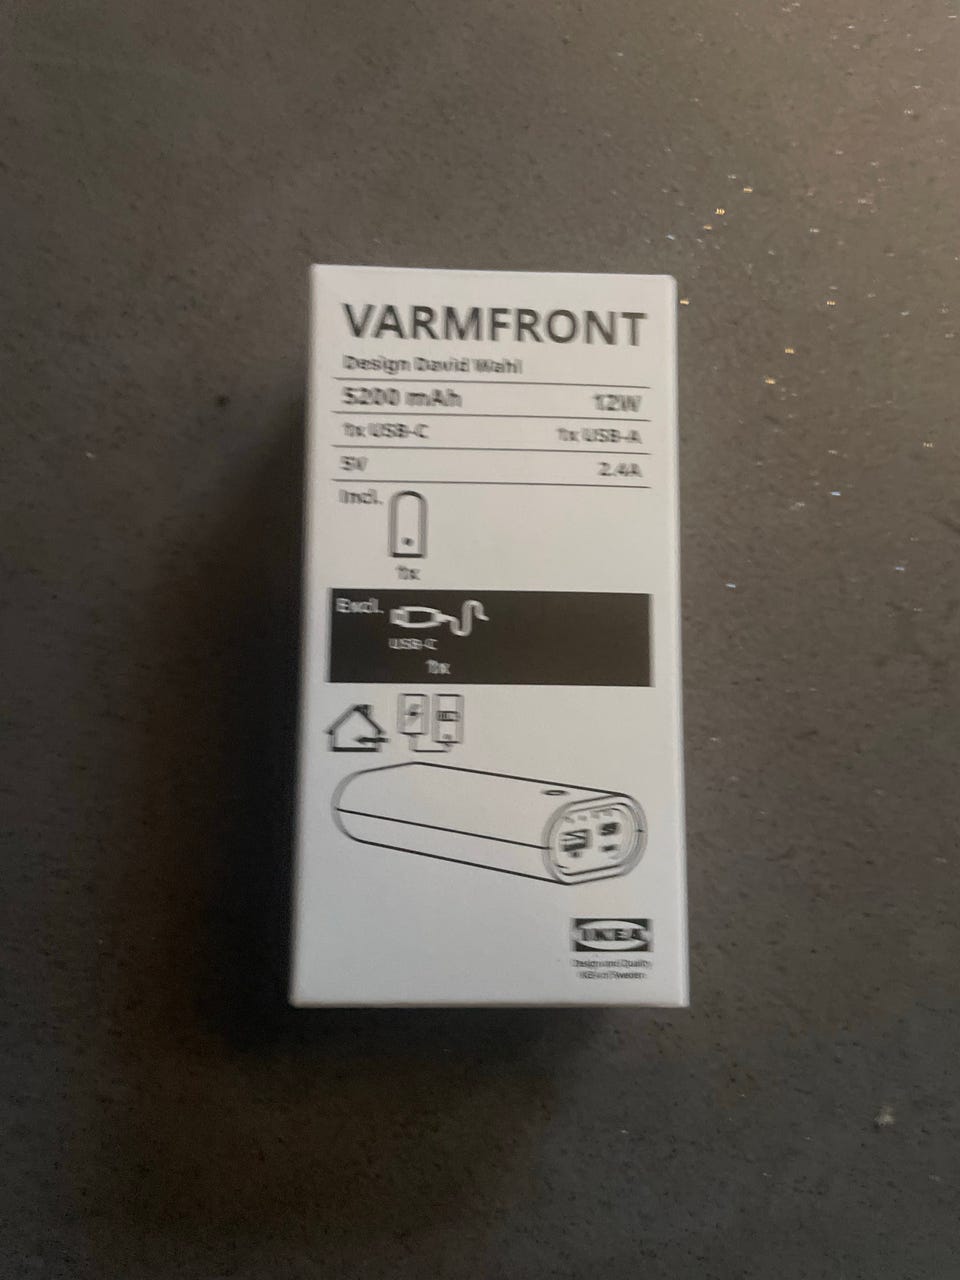 VARMFRONT
Design David Wahl
5200 mAh 12W
1x USB-C 1x USB-A
5V 2.4A
Incl.
1x
Excl.
USB-C
1x
IKEA
Design and Quality
IKEA of Sweden